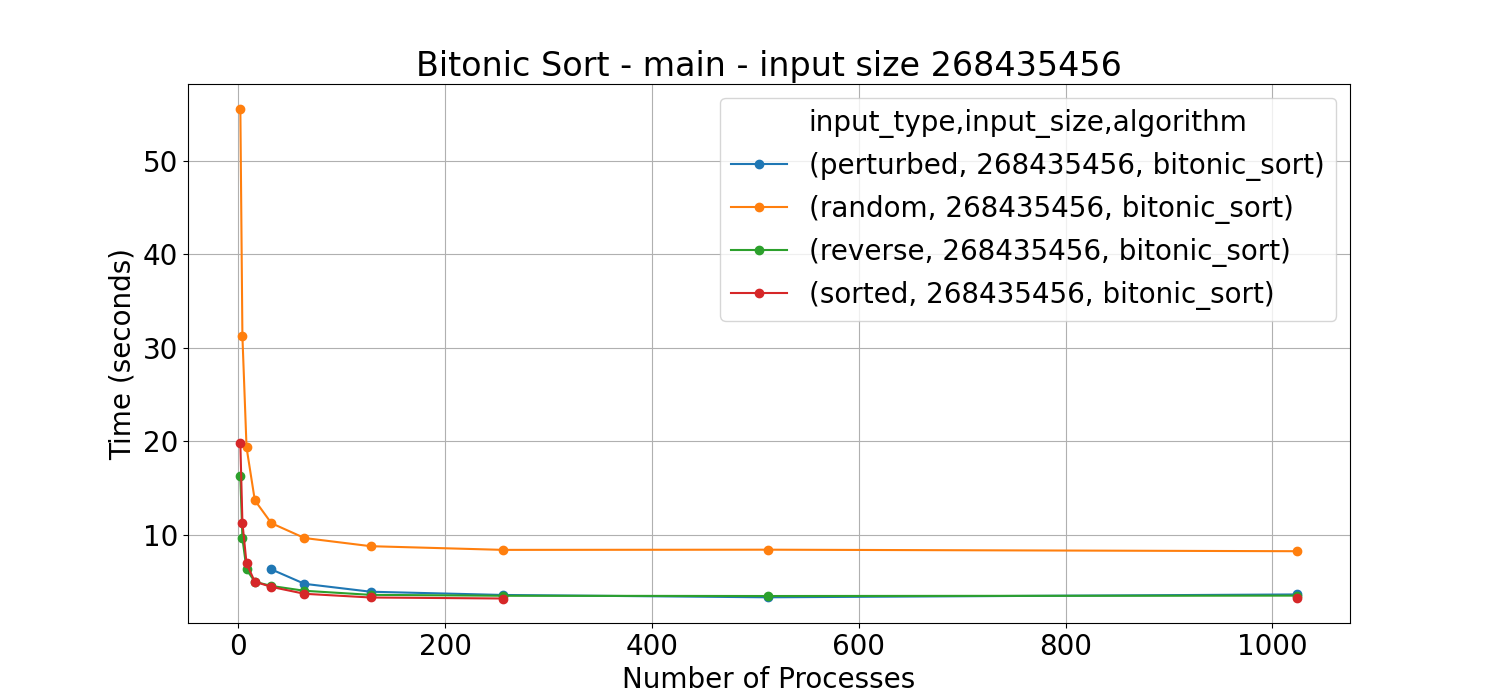 Bitonic Sort - main - input size 268435456
input_type,input_size,algorithm
(perturbed, 268435456, bitonic_sort)
(random, 268435456, bitonic_sort)
(reverse, 268435456, bitonic_sort)
(sorted, 268435456, bitonic_sort)
Time (seconds)
50
40
30
20
10
0 200 400 600 800 1000
Number of Processes